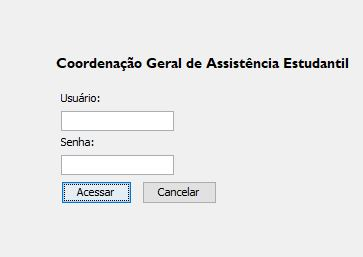 Coordenação Geral de Assistência Estudantil
Usuário:
Senha:
Acessar Cancelar